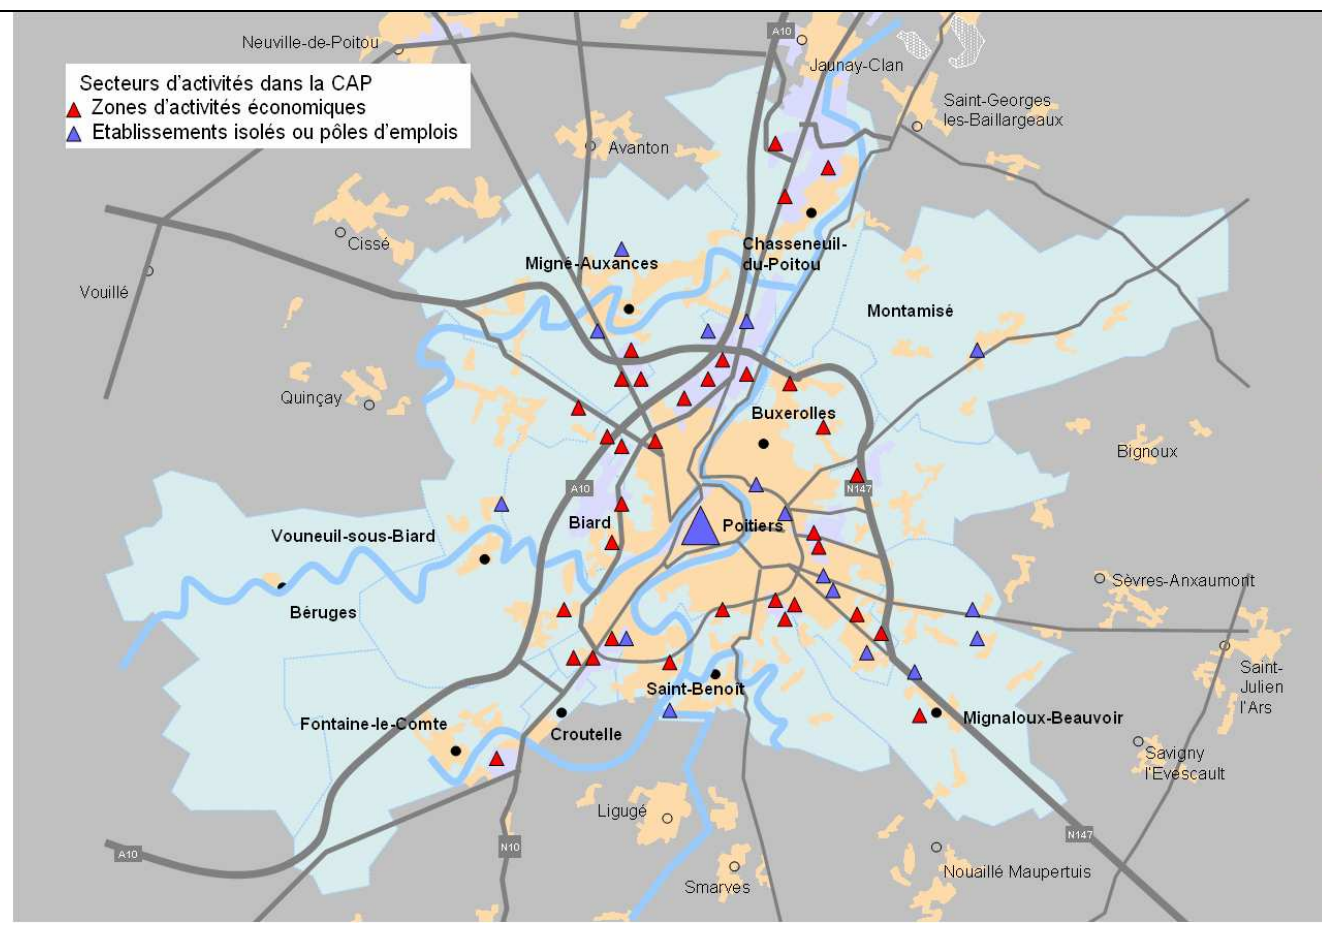 A10
Neuville-de-Poitou
Jaunay-Clan
Secteurs d'activités dans la CAP
Zones d'activités économiques
Etablissements isolés ou pôles d'emplois
Saint-Georges
les-Baillargeaux
Avanton
Cissé
Chasseneuil-
du-Poitou
Migné-Auxances
Vouillé
Montamisé
Quinçay
Buxerolles
Bignoux
A10
N147
Biard
Poitiers
Vouneuil-sous-Biard
Sèvres-Anxaumont
Béruges
Saint-
Julien
l'Ars
Saint-Benoît
Fontaine-le-Comte
Croutelle
Mignaloux-Beauvoir
Savigny
l'Evescault
Ligugé
N147
N10
A10
Nouaillé Maupertuis
Smarves